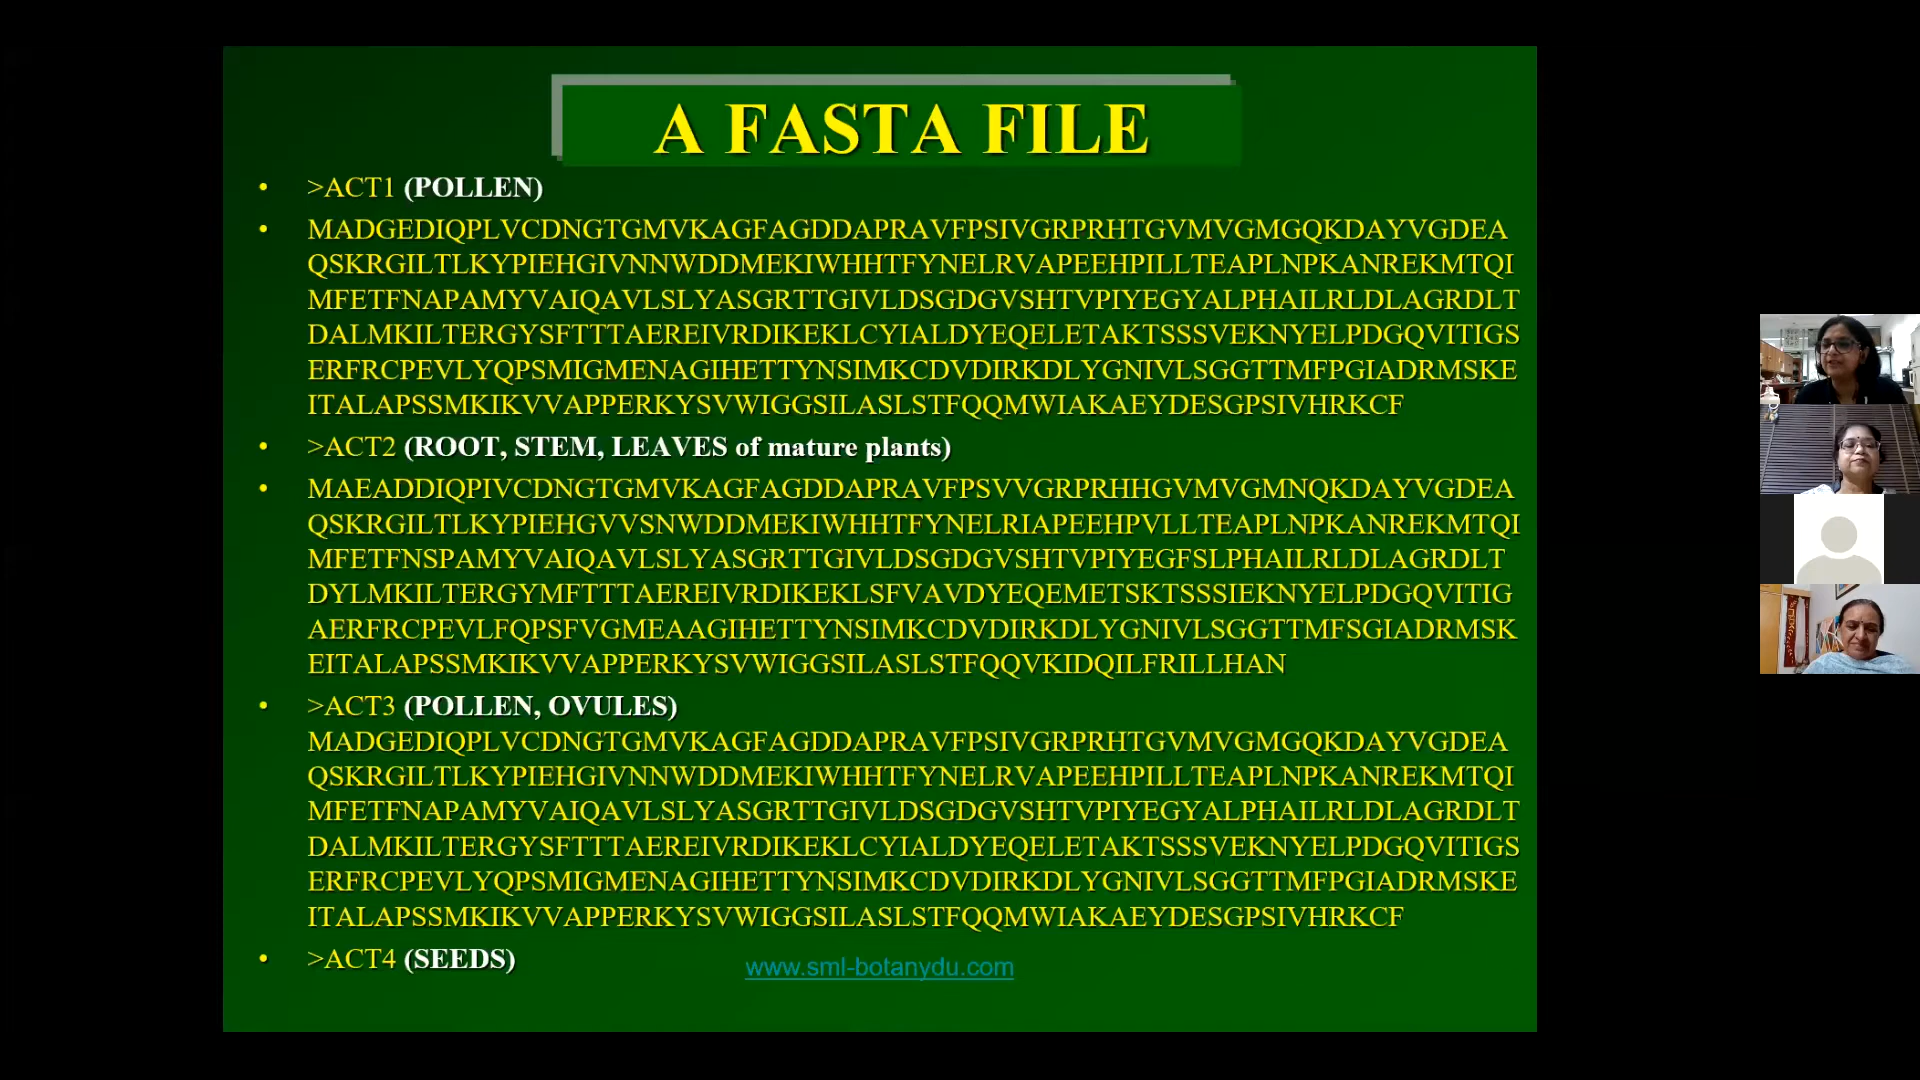 A FASTA FILE
• >ACT1 (POLLEN)
• MADGEDIQPLVCDNGTGMVKAGFAGDDAPRAVFPSIVGRPRHTGVMVGMGQKDAYVGDEA
QSKRGILTLKYPIEHGIVNNWDDMEKIWHHTFYNELRVAPEEHPILLTEAPLNPKANREKMTQI
MFETFNAPAMYVAIQAVLSLYASGRTTGIVLDSGDGVSHTVPIYEGYALPHAILRLDLAGRDLT
DALMKILTERGYSFTTTAEREIVRDIKEKLCYIALDYEQELETAKTSSSVEKNYELPDGQVITIGS
ERFRCPEVLYQPSMIGMENAGIHETTYNSIMKCDVDIRKDLYGNIVLSGGTTMFPGIADRMSKE
ITALAPSSMKIKVVAPPERKYSVWIGGSILASLSTFQQMWIAKAEYDESGPSIVHRKCF
• >ACT2 (ROOT, STEM, LEAVES of mature plants)
• MAEADDIQPIVCDNGTGMVKAGFAGDDAPRAVFPSVVGRPRHHGVMVGMNQKDAYVGDEA
QSKRGILTLKYPIEHGVVSNWDDMEKIWHHTFYNELRIAPEEHPVLLTEAPLNPKANREKMTQI
MFETFNSPAMYVAIQAVLSLYASGRTTGIVLDSGDGVSHTVPIYEGFSLPHAILRLDLAGRDLT
DYLMKILTERGYMFTTTAEREIVRDIKEKLSFVAVDYEQEMETSKTSSSIEKNYELPDGQVITIG
AERFRCPEVLFQPSFVGMEAAGIHETTYNSIMKCDVDIRKDLYGNIVLSGGTTMFSGIADRMSK
EITALAPSSMKIKVVAPPERKYSVWIGGSILASLSTFQQVKIDQILFRILLHAN
• >ACT3 (POLLEN, OVULES)
MADGEDIQPLVCDNGTGMVKAGFAGDDAPRAVFPSIVGRPRHTGVMVGMGQKDAYVGDEA
QSKRGILTLKYPIEHGIVNNWDDMEKIWHHTFYNELRVAPEEHPILLTEAPLNPKANREKMTQI
MFETFNAPAMYVAIQAVLSLYASGRTTGIVLDSGDGVSHTVPIYEGYALPHAILRLDLAGRDLT
DALMKILTERGYSFTTTAEREIVRDIKEKLCYIALDYEQELETAKTSSSVEKNYELPDGQVITIGS
ERFRCPEVLYQPSMIGMENAGIHETTYNSIMKCDVDIRKDLYGNIVLSGGTTMFPGIADRMSKE
ITALAPSSMKIKVVAPPERKYSVWIGGSILASLSTFQQMWIAKAEYDESGPSIVHRKCF
• >ACT4 (SEEDS)
www.sml-botanydu.com